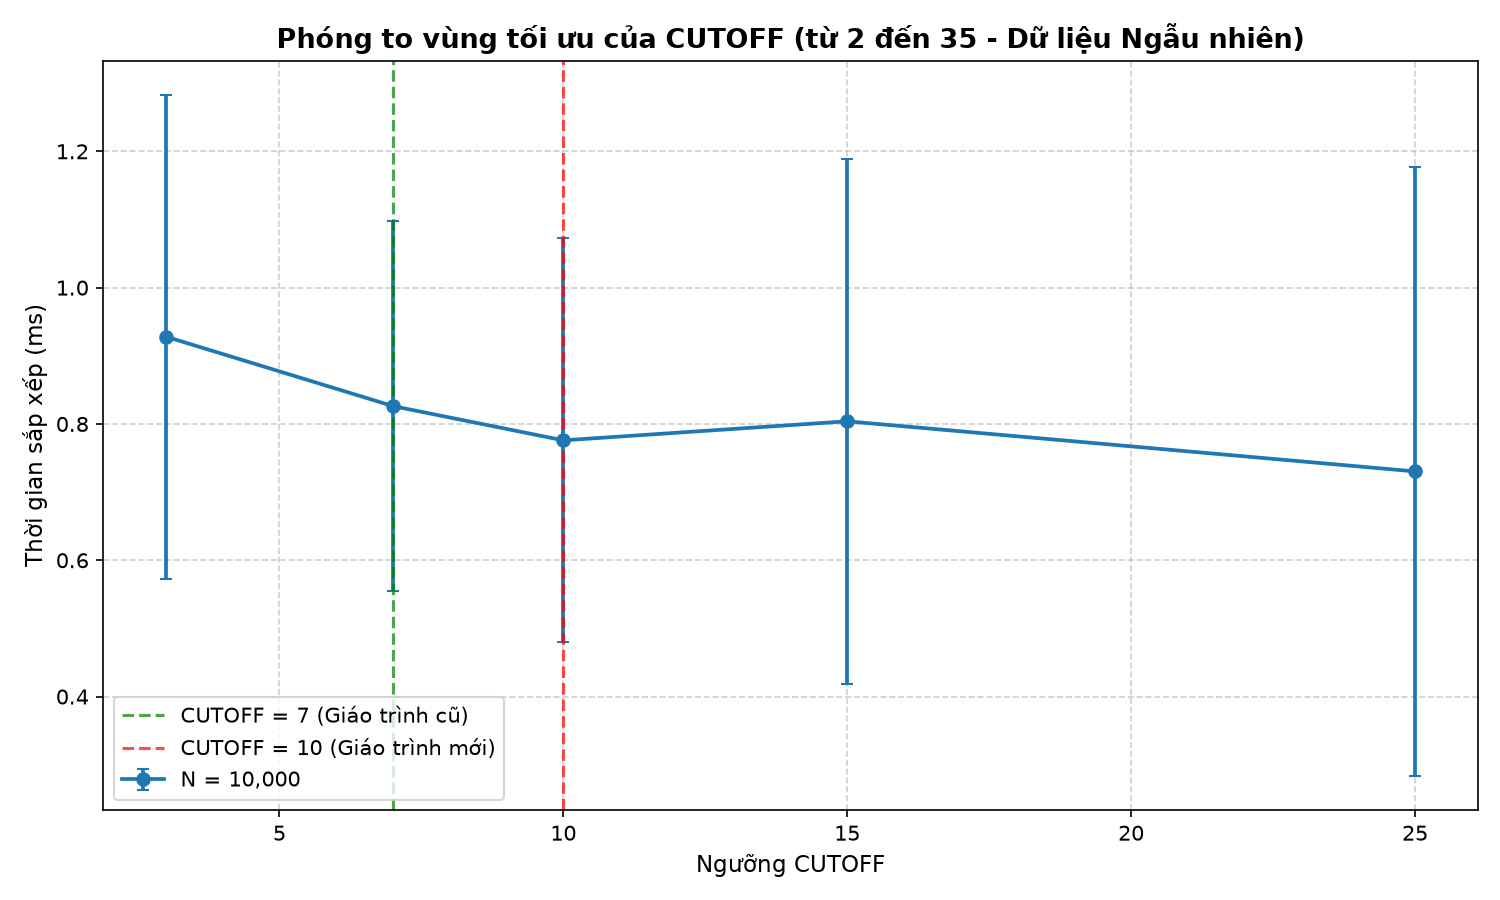 Phóng to vùng tối ưu của CUTOFF (từ 2 đến 35 - Dữ liệu Ngẫu nhiên)
Thời gian sắp xếp (ms)
1.2
1.0
0.8
0.6
0.4
CUTOFF = 7 (Giáo trình cũ)
CUTOFF = 10 (Giáo trình mới)
N = 10,000
5
10
15
20
25
Ngưỡng CUTOFF